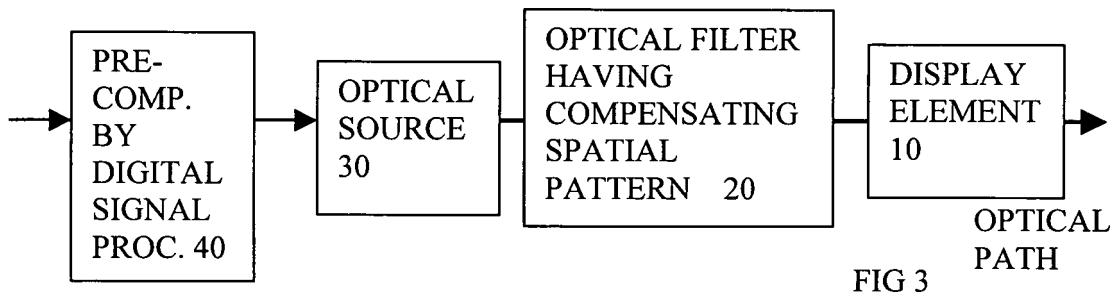 PRE-
COMP.
BY
DIGITAL
SIGNAL
PROC. 40
OPTICAL
SOURCE
30
OPTICAL FILTER
HAVING
COMPENSATING
SPATIAL
PATTERN 20
DISPLAY
ELEMENT
10
OPTICAL
PATH
FIG 3